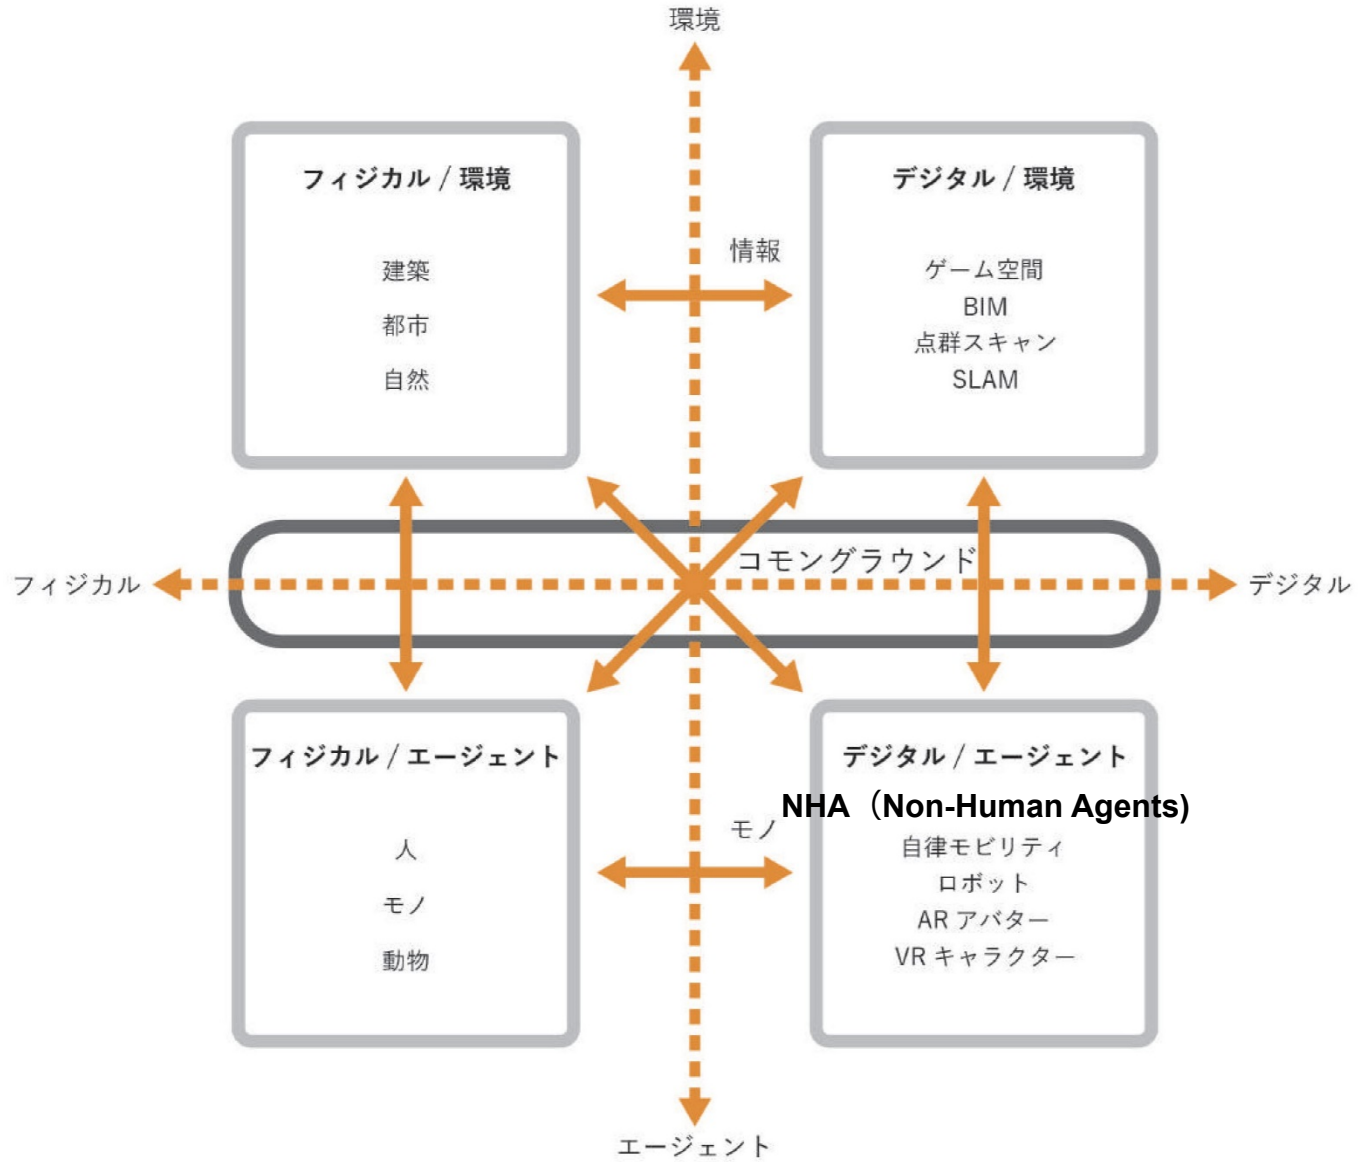 環境
フィジカル / 環境
建築
都市
自然
情報
デジタル / 環境
ゲーム空間
BIM
点群スキャン
SLAM
フィジカル
コモングラウンド
デジタル
フィジカル / エージェント
人
モノ
動物
モノ
デジタル / エージェント
NHA（Non-Human Agents)
自律モビリティ
ロボット
AR アバター
VR キャラクター
エージェント